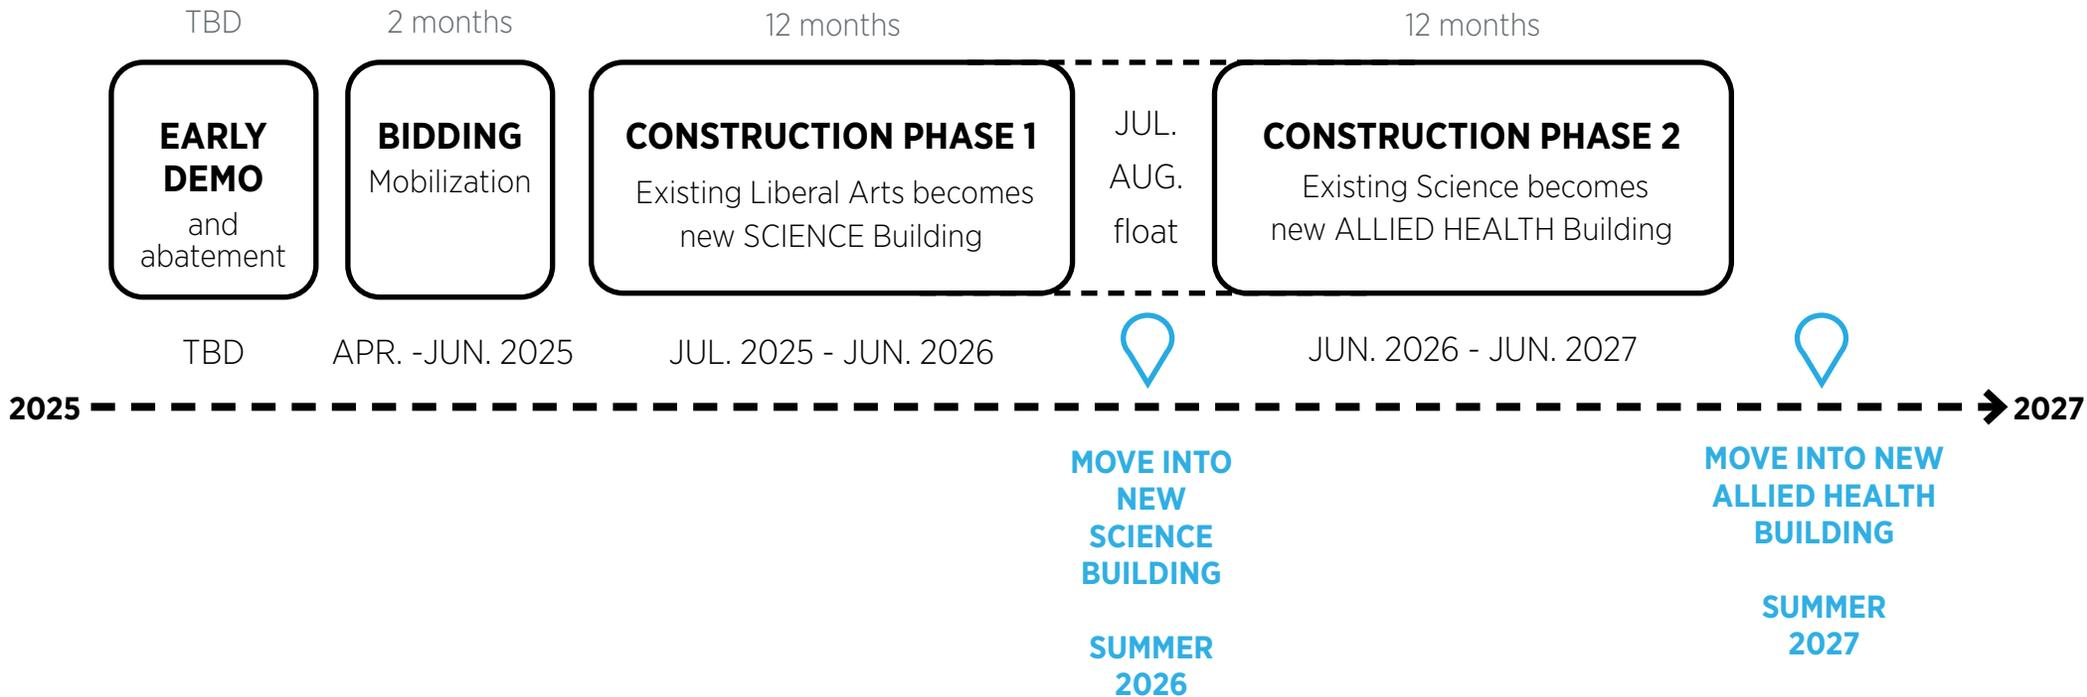 TBD
2 months
12 months
12 months
EARLY
DEMO
and
abatement
BIDDING
Mobilization
CONSTRUCTION PHASE 1
Existing Liberal Arts becomes
new SCIENCE Building
JUL.
AUG.
float
CONSTRUCTION PHASE 2
Existing Science becomes
new ALLIED HEALTH Building
TBD
APR. -JUN. 2025
JUL. 2025 - JUN. 2026
JUN. 2026 - JUN. 2027
2025
2027
MOVE INTO
NEW
SCIENCE
BUILDING
SUMMER
2026
MOVE INTO NEW
ALLIED HEALTH
BUILDING
SUMMER
2027